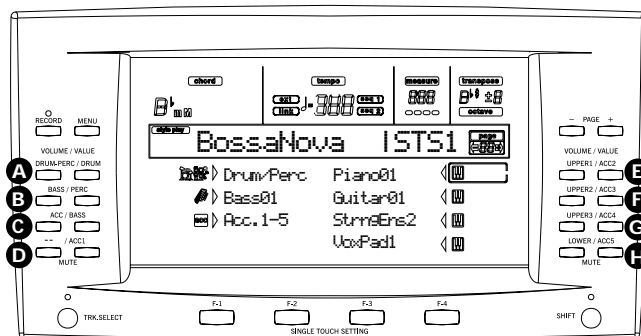 chord tempo measure transpose
B♭ m M ext link ♩= 388 seq 1 seq 2 888 B♭# ±8
octave
RECORD MENU − PAGE +
style play BossaNova |STS1 page
VOLUME / VALUE VOLUME / VALUE
A DRUM-PERC / DRUM Drum/Perc Piano01 UPPER1 / ACC2 E
B BASS / PERC Bass01 Guitar01 UPPER2 / ACC3 F
C ACC / BASS ACC Acc.1-5 StrngEns2 UPPER3 / ACC4 G
D -- / ACC1 VoxPad1 LOWER / ACC5 H
MUTE MUTE
F-1 F-2 F-3 F-4
TRK.SELECT SHIFT
SINGLE TOUCH SETTING